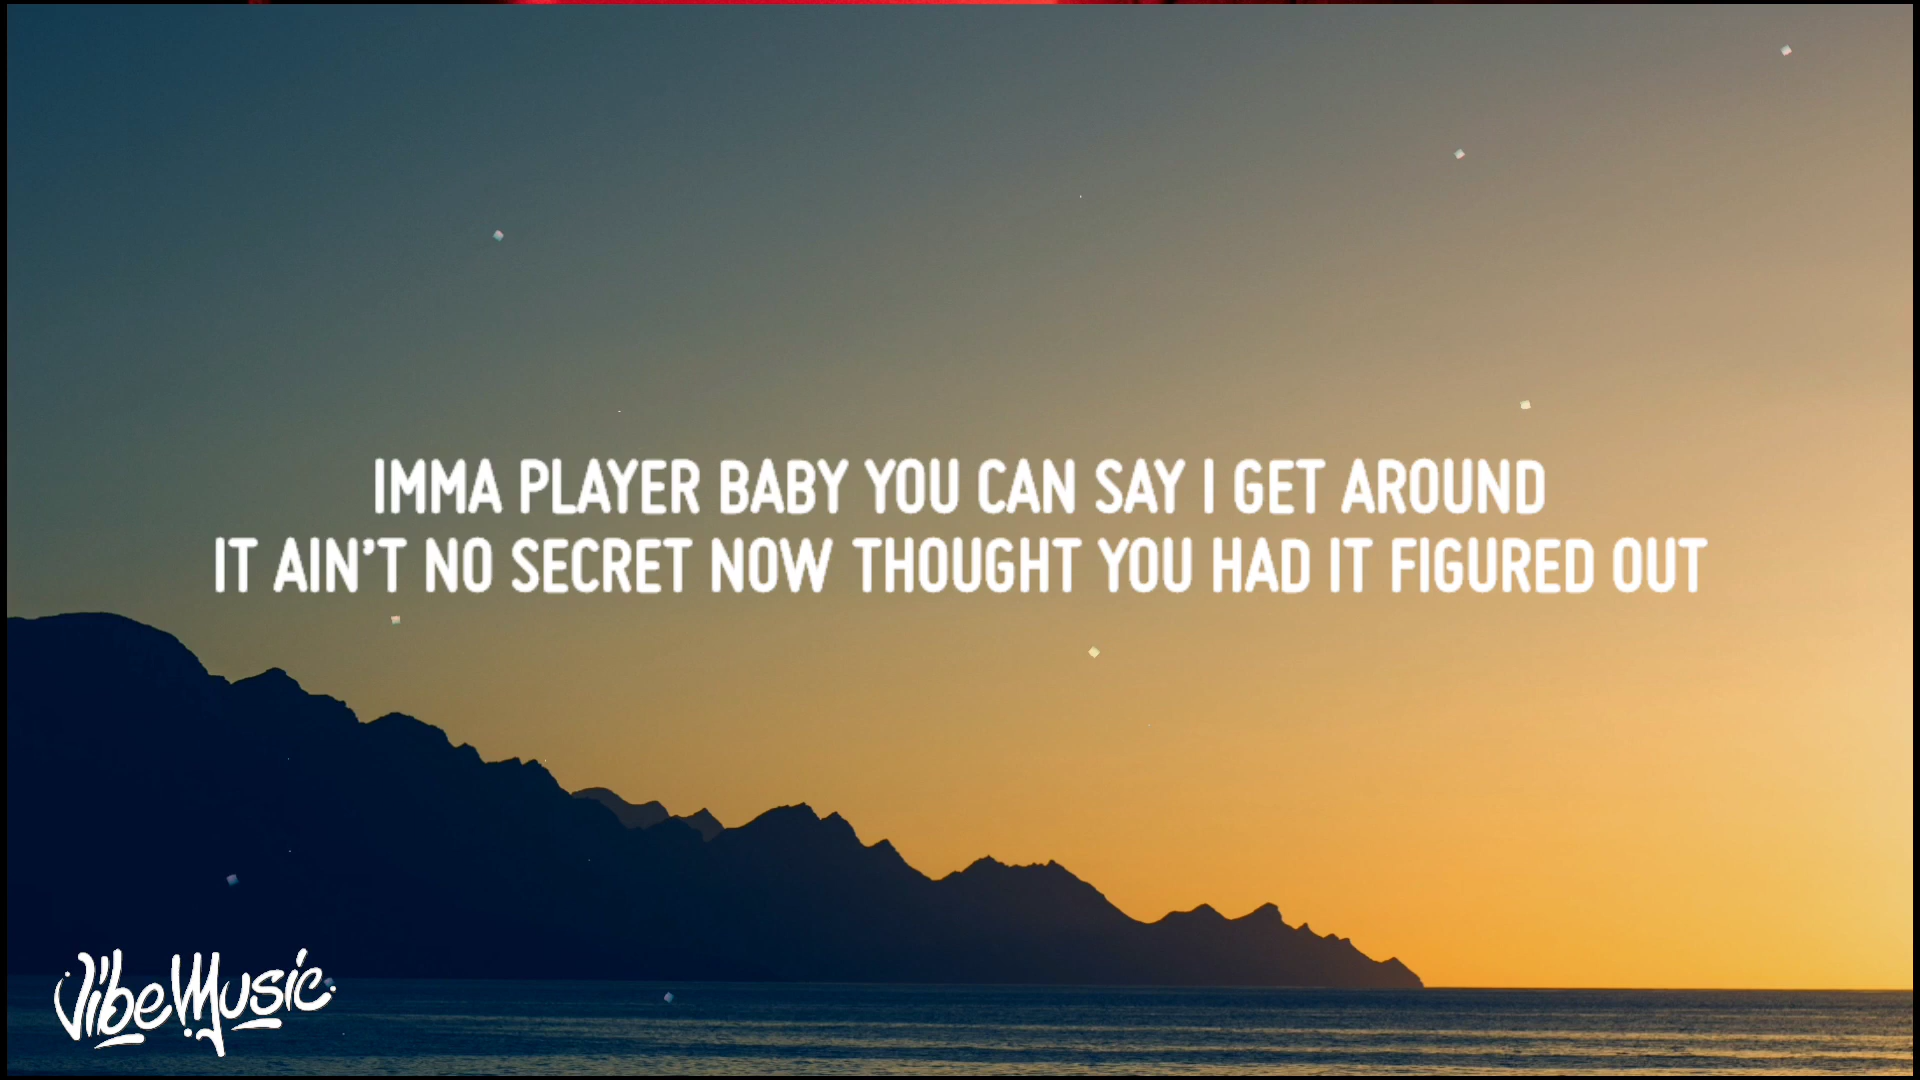 IMMA PLAYER BABY YOU CAN SAY I GET AROUND
IT AIN’T NO SECRET NOW THOUGHT YOU HAD IT FIGURED OUT
VibeMusic